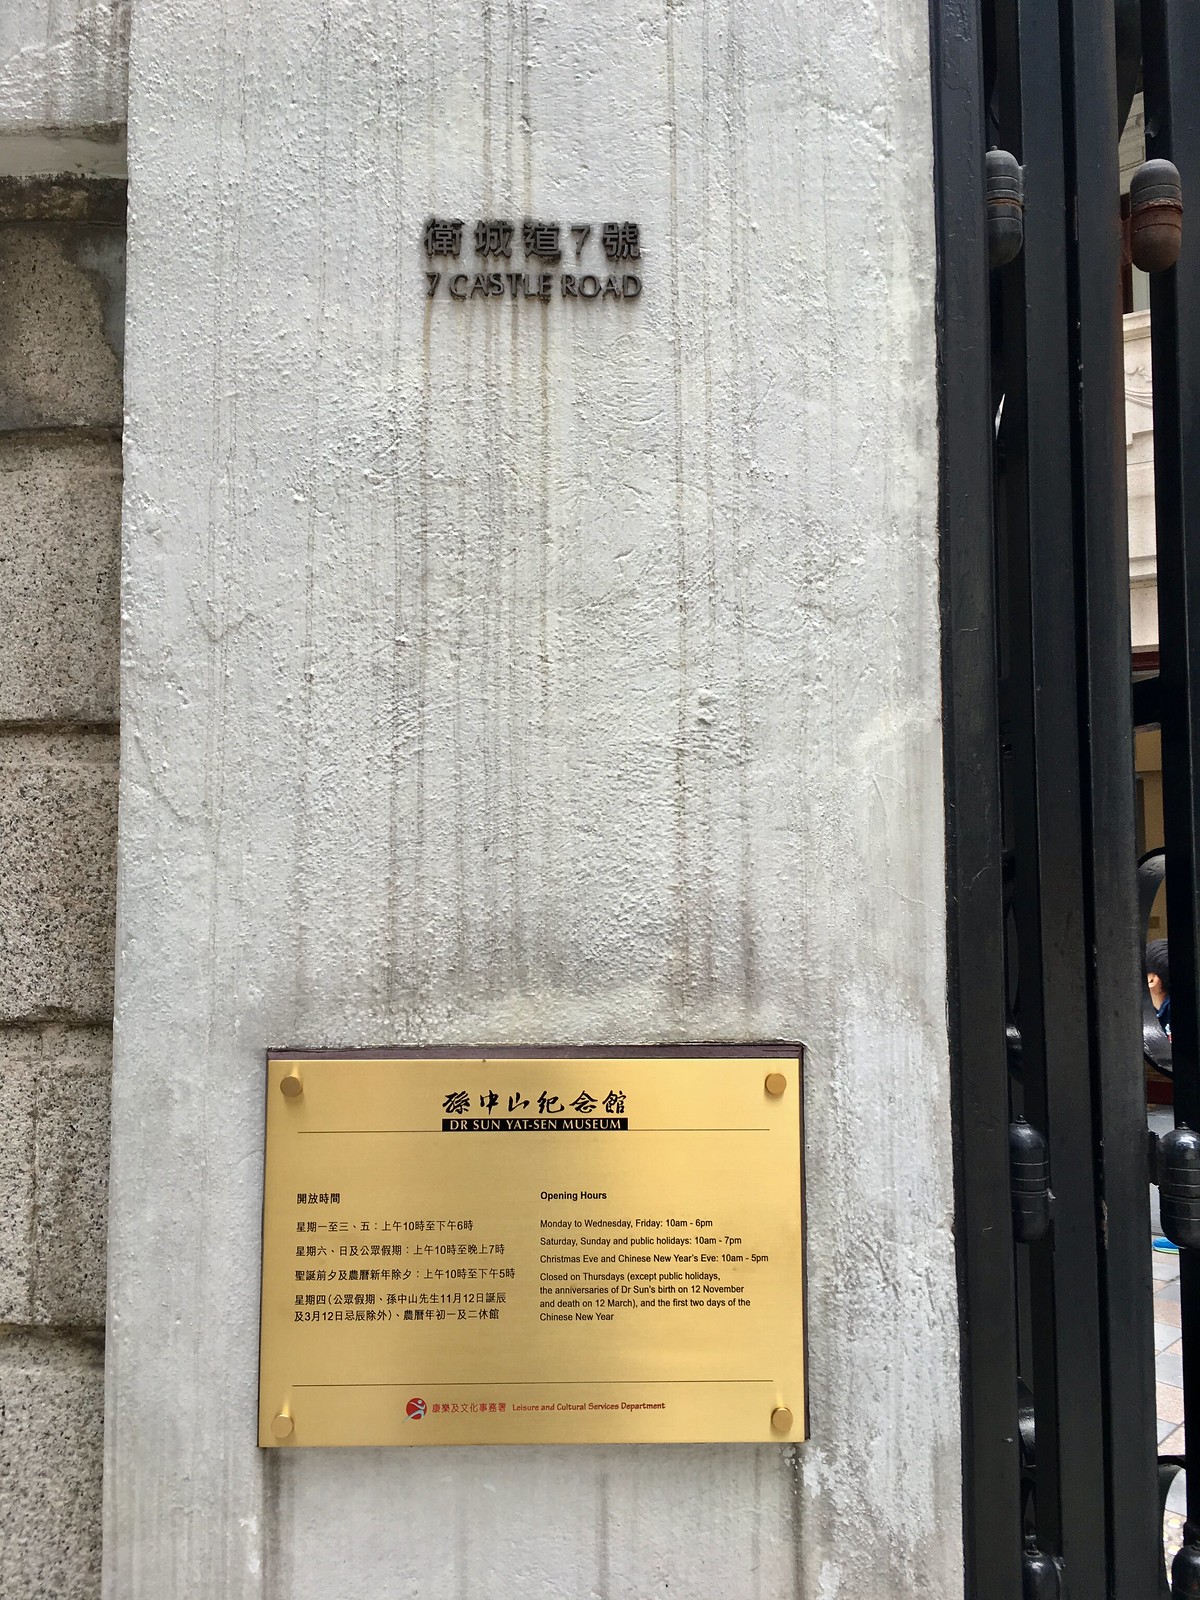 衛城道7號
7 CASTLE ROAD
孫中山紀念館
DR SUN YAT-SEN MUSEUM
開放時間
星期一至三、五：上午10時至下午6時
星期六、日及公眾假期：上午10時至晚上7時
聖誕前夕及農曆新年除夕：上午10時至下午5時
星期四(公眾假期、孫中山先生11月12日誕辰
及3月12日忌辰除外)、農曆年初一及二休館
Opening Hours
Monday to Wednesday, Friday: 10am - 6pm
Saturday, Sunday and public holidays: 10am - 7pm
Christmas Eve and Chinese New Year's Eve: 10am - 5pm
Closed on Thursdays (except public holidays,
the anniversaries of Dr Sun's birth on 12 November
and death on 12 March), and the first two days of the
Chinese New Year
康樂及文化事務署 Leisure and Cultural Services Department